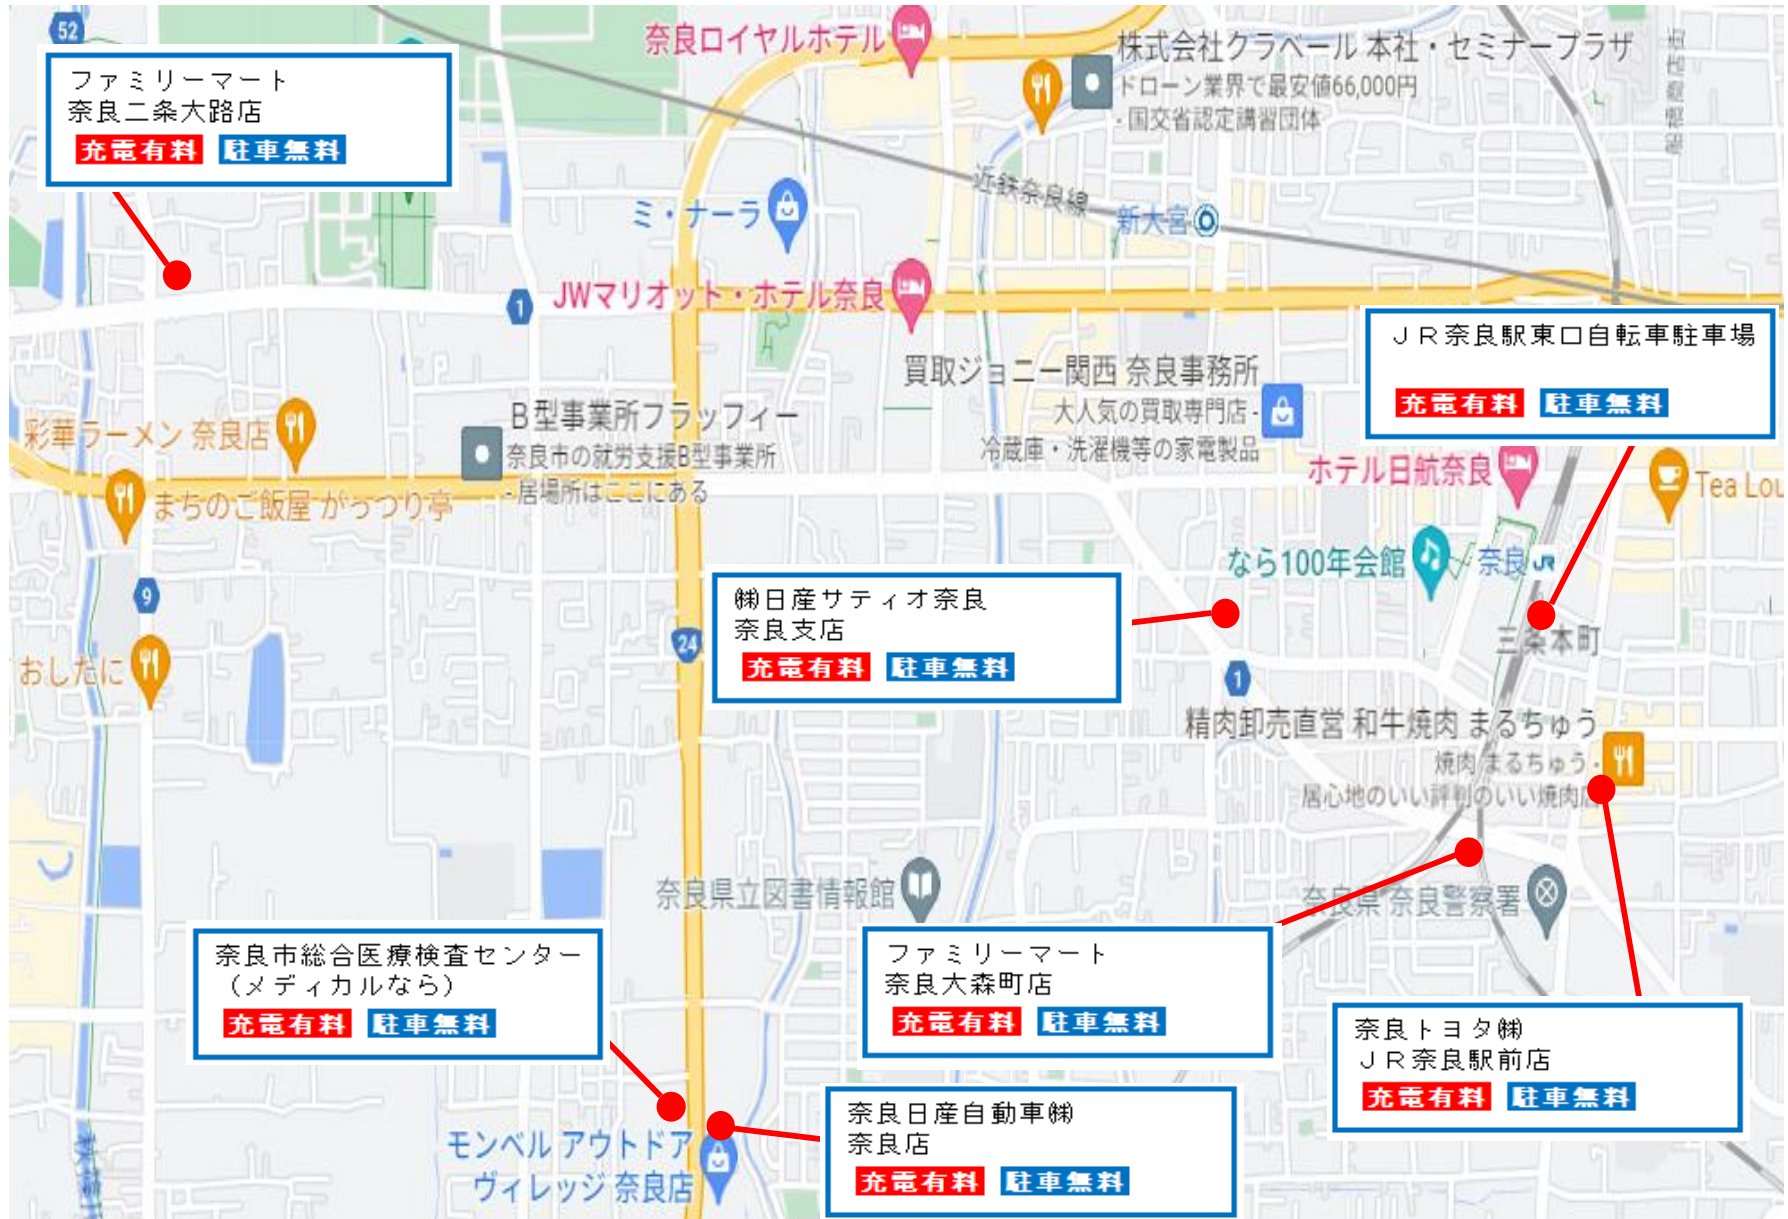 52
ファミリーマート
奈良二条大路店
充電有料 駐車無料
奈良ロイヤルホテル
株式会社クラベール 本社・セミナープラザ
ドローン業界で最安値66,000円
- 国交省認定講習団体
船橋商店街
近鉄奈良線
新大宮
ミ・ナーラ
1
JWマリオット・ホテル奈良
ＪＲ奈良駅東口自転車駐車場
充電有料 駐車無料
買取ジョニー関西 奈良事務所
大人気の買取専門店 -
冷蔵庫・洗濯機等の家電製品
彩華ラーメン 奈良店
B型事業所フラッフィー
奈良市の就労支援B型事業所
- 居場所はここにある
まちのご飯屋 がっつり亭
ホテル日航奈良
Tea Lou
なら100年会館
奈良 JR
9
㈱日産サティオ奈良
奈良支店
充電有料 駐車無料
24
三条本町
おしたに
1
精肉卸売直営 和牛焼肉 まるちゅう
焼肉 まるちゅう -
居心地のいい評判のいい焼肉店
奈良県立図書情報館
奈良県 奈良警察署
奈良市総合医療検査センター
（メディカルなら）
充電有料 駐車無料
ファミリーマート
奈良大森町店
充電有料 駐車無料
奈良トヨタ㈱
ＪＲ奈良駅前店
充電有料 駐車無料
奈良日産自動車㈱
奈良店
充電有料 駐車無料
モンベル アウトドア
ヴィレッジ 奈良店